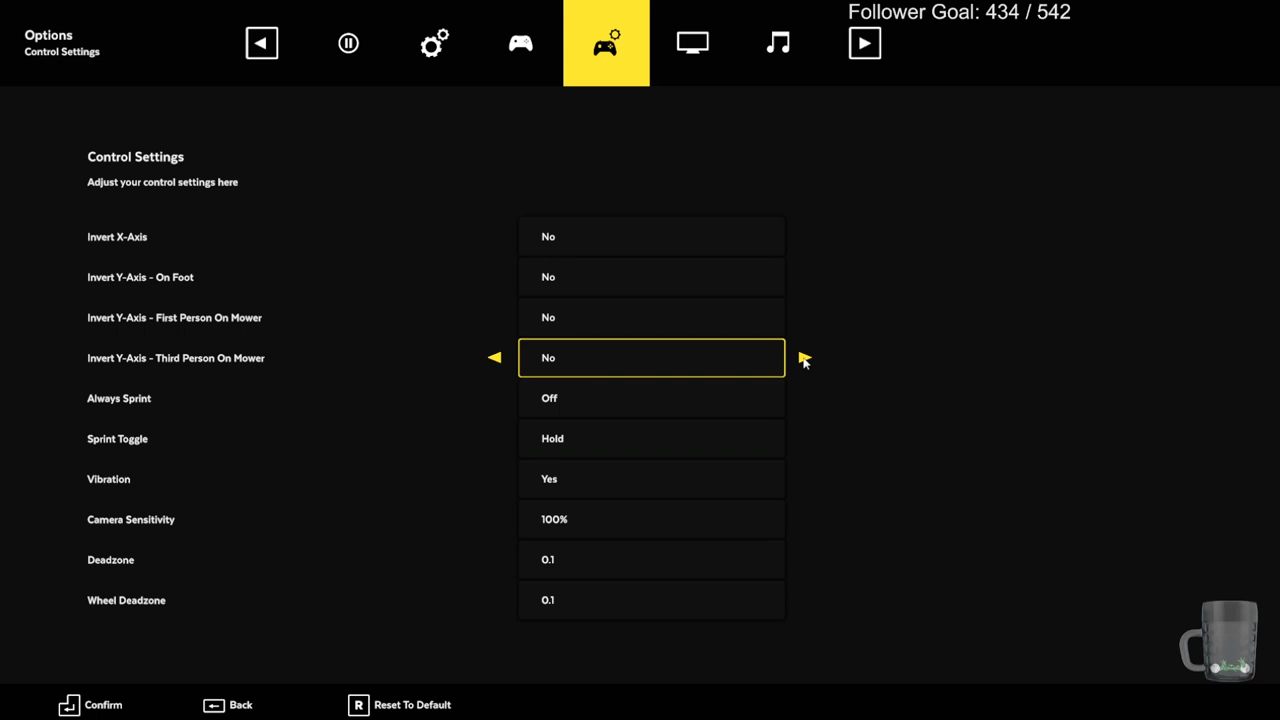 Follower Goal: 434 / 542
Options
Control Settings
Control Settings
Adjust your control settings here
Invert X-Axis No
Invert Y-Axis - On Foot No
Invert Y-Axis - First Person On Mower No
Invert Y-Axis - Third Person On Mower No
Always Sprint Off
Sprint Toggle Hold
Vibration Yes
Camera Sensitivity 100%
Deadzone 0.1
Wheel Deadzone 0.1
Confirm Back R Reset To Default